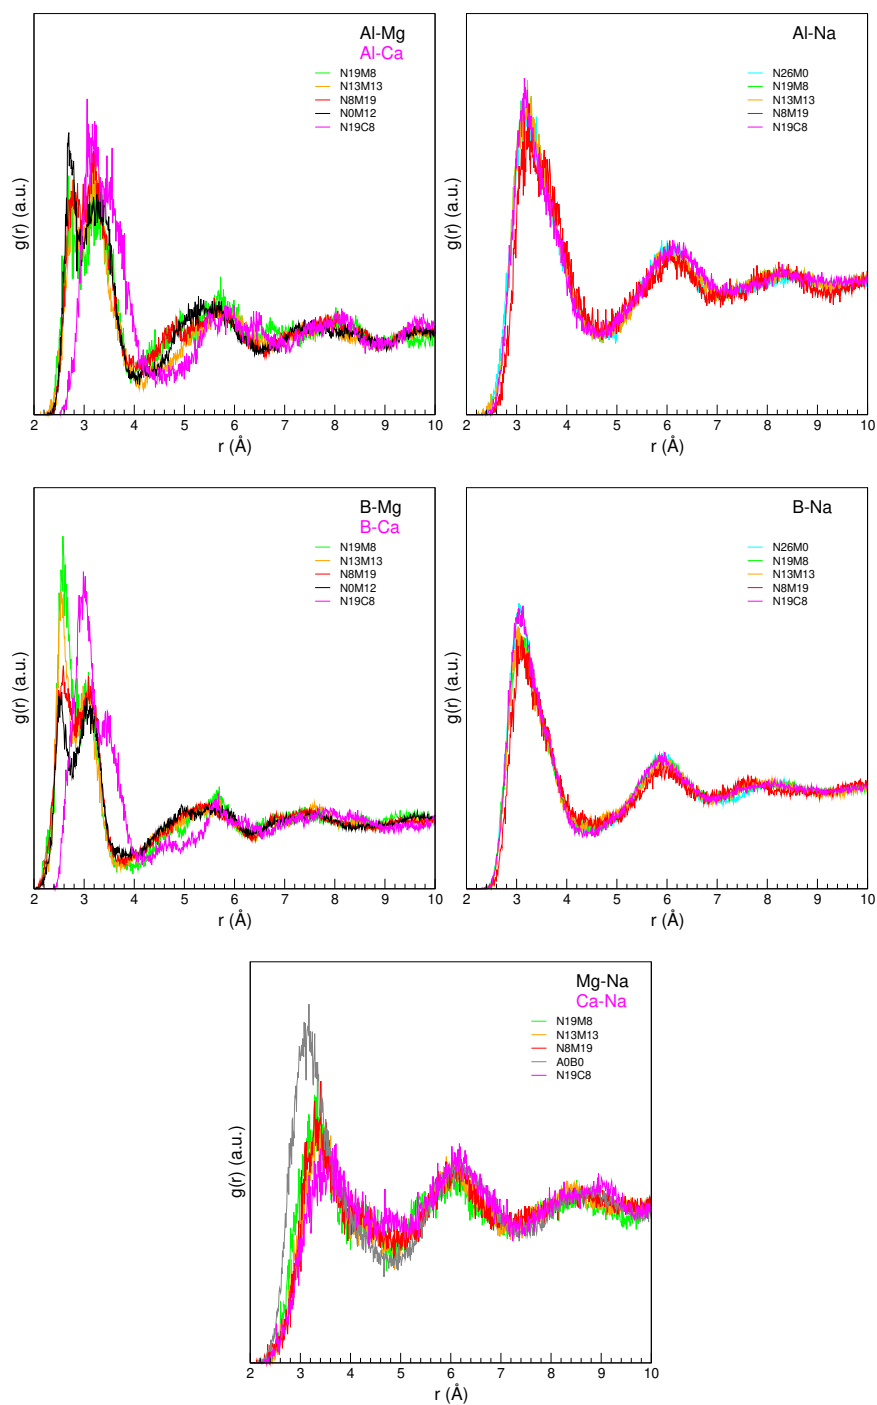 Al-Mg
Al-Ca
N19M8
N13M13
N8M19
N0M12
N19C8
g(r) (a.u.)
2 3 4 5 6 7 8 9 10
r (Å)
Al-Na
N26M0
N19M8
N13M13
N8M19
N19C8
g(r) (a.u.)
2 3 4 5 6 7 8 9 10
r (Å)
B-Mg
B-Ca
N19M8
N13M13
N8M19
N0M12
N19C8
g(r) (a.u.)
2 3 4 5 6 7 8 9 10
r (Å)
B-Na
N26M0
N19M8
N13M13
N8M19
N19C8
g(r) (a.u.)
2 3 4 5 6 7 8 9 10
r (Å)
Mg-Na
Ca-Na
N19M8
N13M13
N8M19
A0B0
N19C8
g(r) (a.u.)
2 3 4 5 6 7 8 9 10
r (Å)